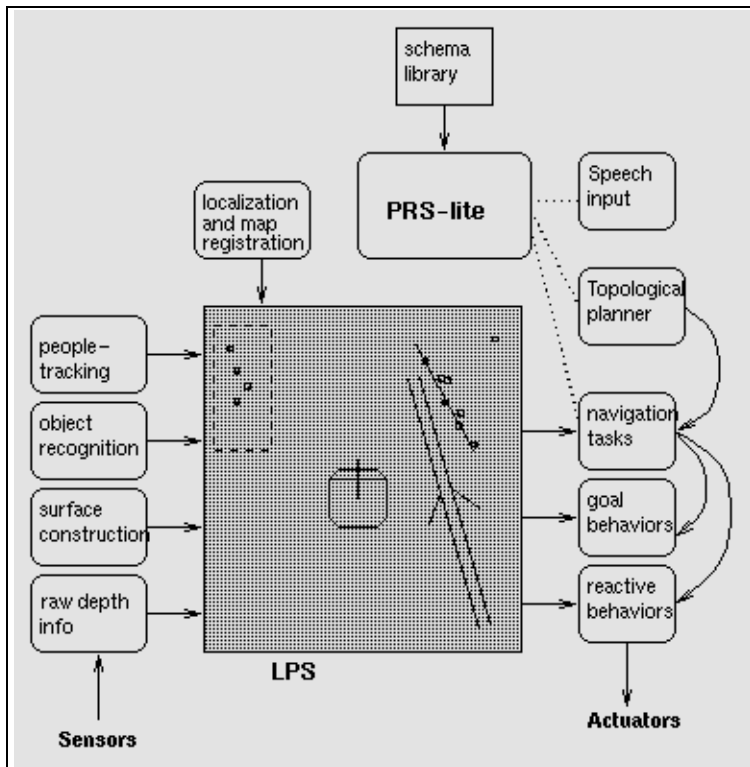 schema
library
PRS-lite
Speech
input
localization
and map
registration
Topological
planner
people-
tracking
object
recognition
surface
construction
raw depth
info
navigation
tasks
goal
behaviors
reactive
behaviors
LPS
Sensors
Actuators